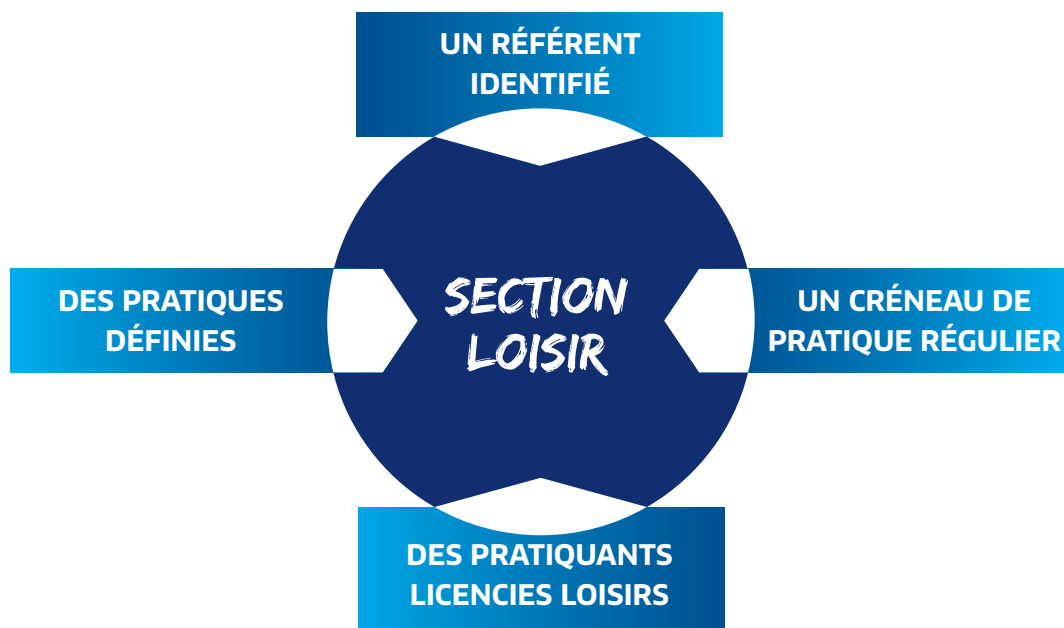 UN RÉFÉRENT
IDENTIFIÉ
DES PRATIQUES
DÉFINIES
SECTION
LOISIR
UN CRÉNEAU DE
PRATIQUE RÉGULIER
DES PRATIQUANTS
LICENCIES LOISIRS